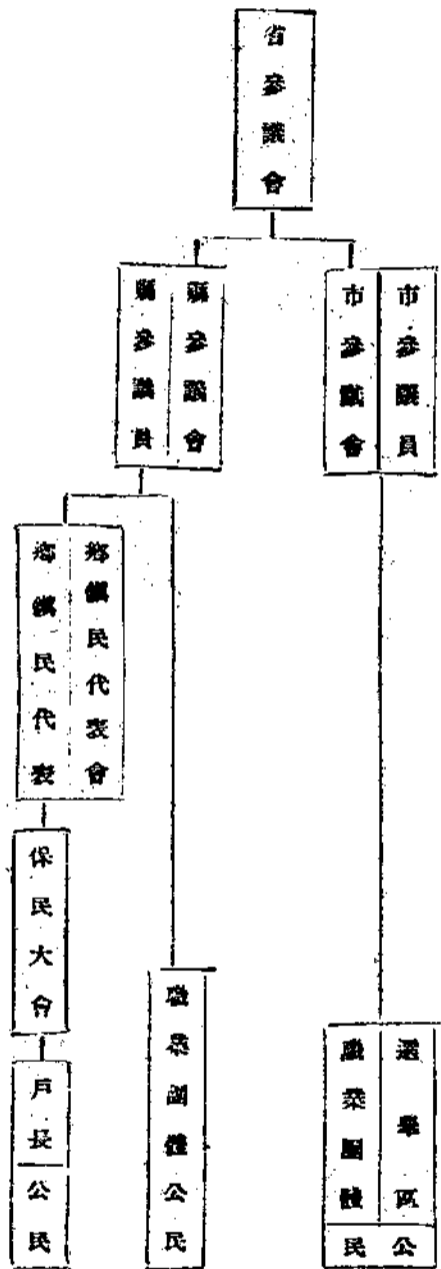 省參議會
市參議員
市參議會
縣參議會
縣參議員
鄉鎮民代表會
鄉鎮民代表
保民大會
戶長
公民
職業團體公民
選舉區
職業團體
公民